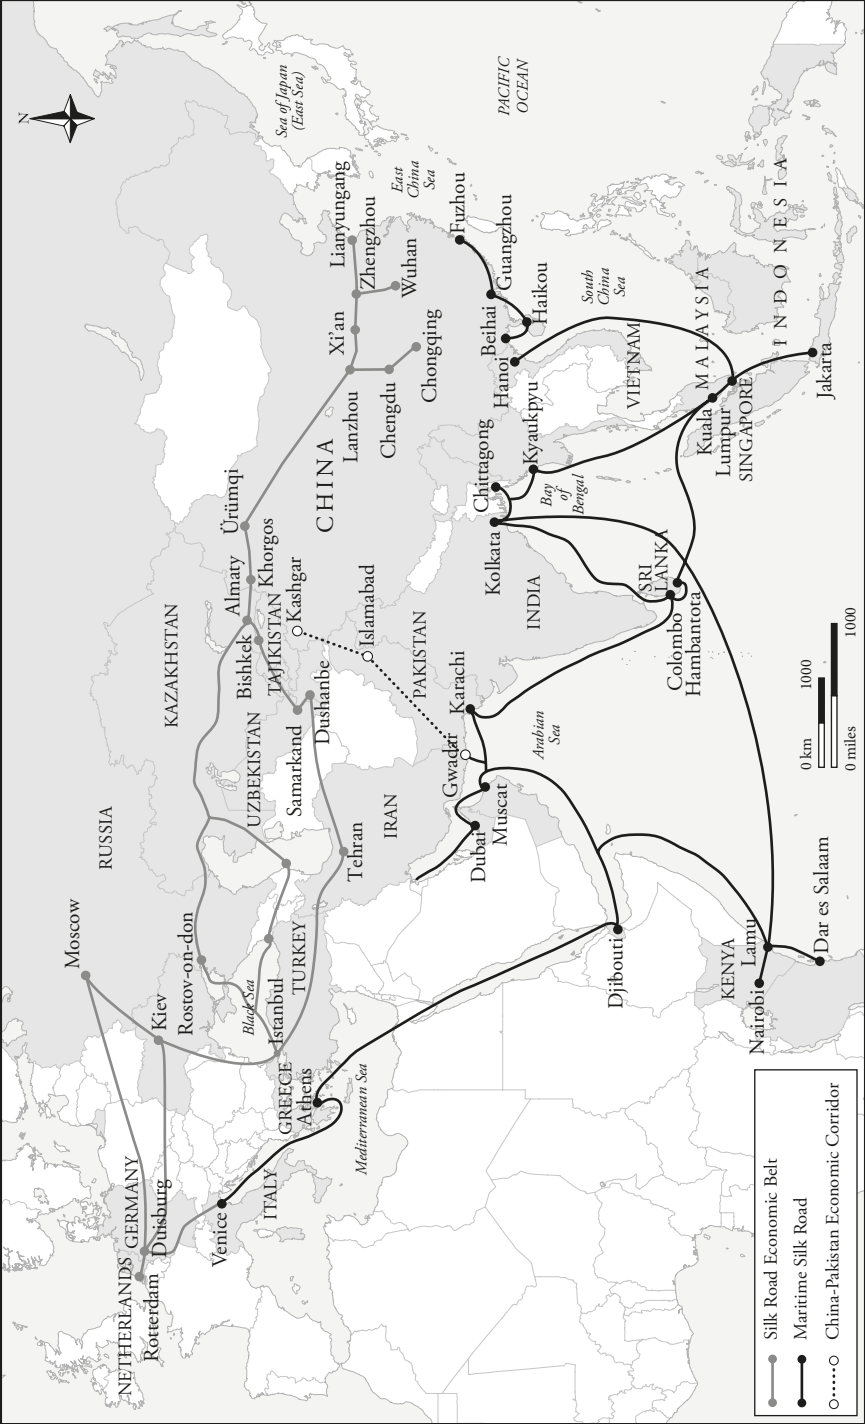 N
Moscow
RUSSIA
NETHERLANDS
GERMANY
Rotterdam
Duisburg
Kiev
Rostov-on-don
KAZAKHSTAN
Venice
ITALY
Black Sea
Istanbul
GREECE
Athens
TURKEY
Mediterranean Sea
UZBEKISTAN
Samarkand
Bishkek
Almaty
TAJIKISTAN
Khorgos
Ürümqi
Kashgar
Dushanbe
Tehran
IRAN
Islamabad
PAKISTAN
CHINA
Lanzhou
Xi'an
Chengdu
Chongqing
Zhengzhou
Lianyungang
Wuhan
Sea of Japan
(East Sea)
East
China
Sea
PACIFIC
OCEAN
Fuzhou
Guangzhou
Beihai
Haikou
Hanoi
South
China
Sea
VIETNAM
Gwadar
Karachi
Dubai
Muscat
Arabian
Sea
INDIA
Kolkata
Chittagong
Kyaukpyu
Bay
of
Bengal
SRI
LANKA
Colombo
Hambantota
MALAYSIA
Kuala
Lumpur
SINGAPORE
INDONESIA
Jakarta
Djibouti
KENYA
Lamu
Nairobi
Dar es Salaam
0 km
1000
0 miles
1000
Silk Road Economic Belt
Maritime Silk Road
China-Pakistan Economic Corridor